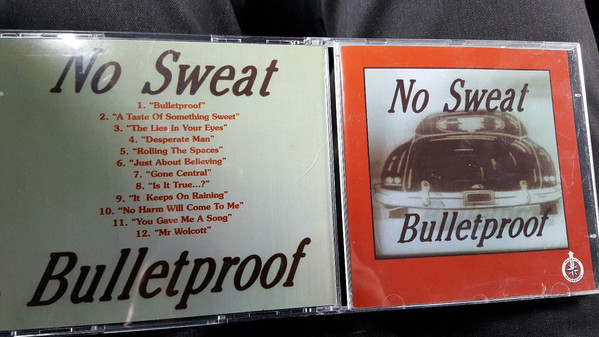 No Sweat
1. "Bulletproof"
2. "A Taste Of Something Sweet"
3. "The Lies In Your Eyes"
4. "Desperate Man"
5. "Rolling The Spaces"
6. "Just About Believing"
7. "Gone Central"
8. "Is It True...?"
9. "It Keeps On Raining"
10. "No Harm Will Come To Me"
11. "You Gave Me A Song"
12. "Mr Wolcott"
Bulletproof
No Sweat
Bulletproof